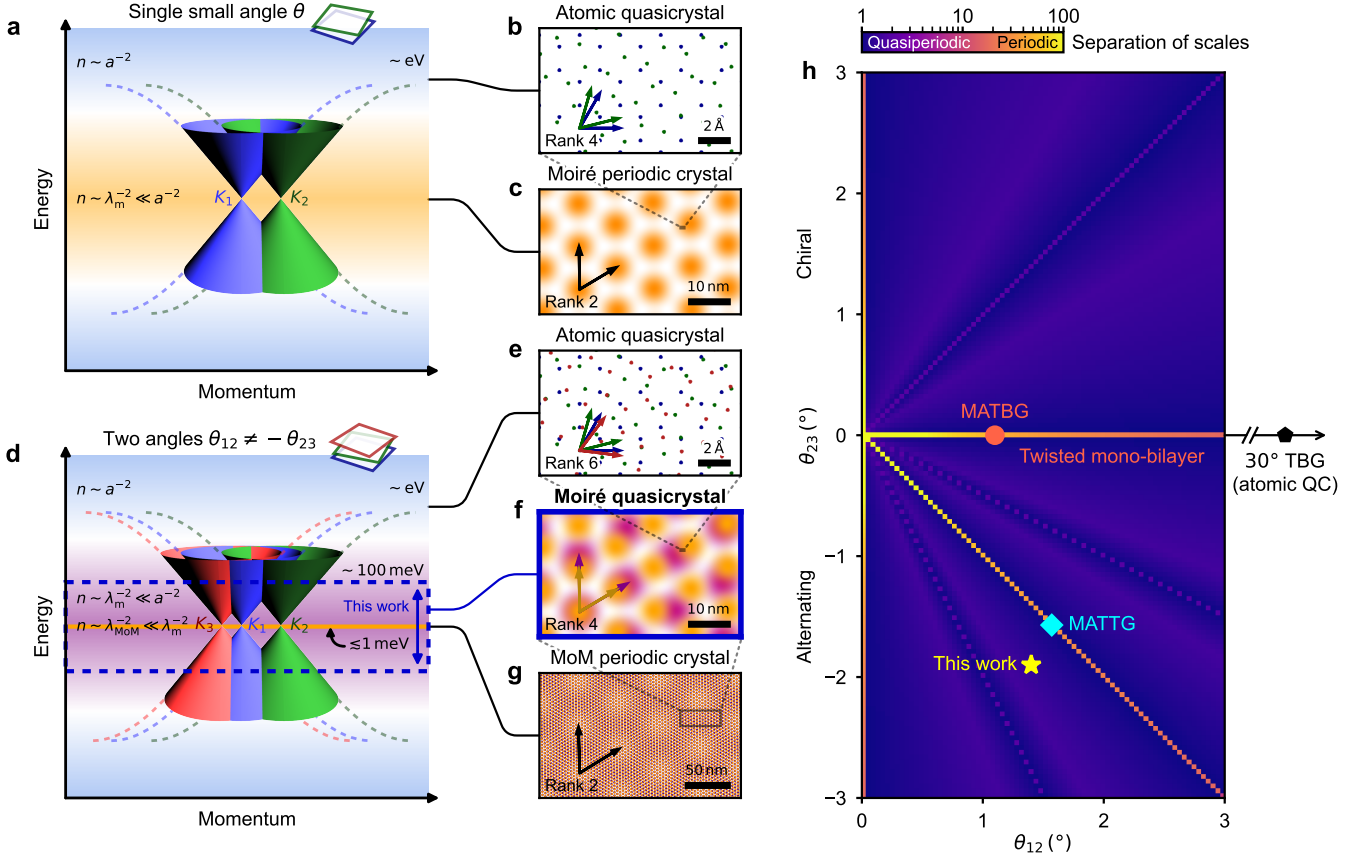 a
Single small angle θ
n ~ a⁻²
~ eV
n ~ λₘ⁻² ≪ a⁻²
K₁
K₂
Energy
Momentum
b
Atomic quasicrystal
2 Å
Rank 4
c
Moiré periodic crystal
10 nm
Rank 2
d
Two angles θ₁₂ ≠ − θ₂₃
n ~ a⁻²
~ eV
~ 100 meV
n ~ λₘ⁻² ≪ a⁻²
This work
n ~ λ_MoM⁻² ≪ λₘ⁻²
K₃
K₁
K₂
≲1 meV
Energy
Momentum
e
Atomic quasicrystal
2 Å
Rank 6
f
Moiré quasicrystal
10 nm
Rank 4
g
MoM periodic crystal
50 nm
Rank 2
h
1
10
100
Quasiperiodic
Periodic
Separation of scales
3
2
1
0
−1
−2
−3
Chiral
θ₂₃ (°)
Alternating
MATBG
Twisted mono-bilayer
30° TBG
(atomic QC)
MATTG
This work
0
1
2
3
θ₁₂ (°)